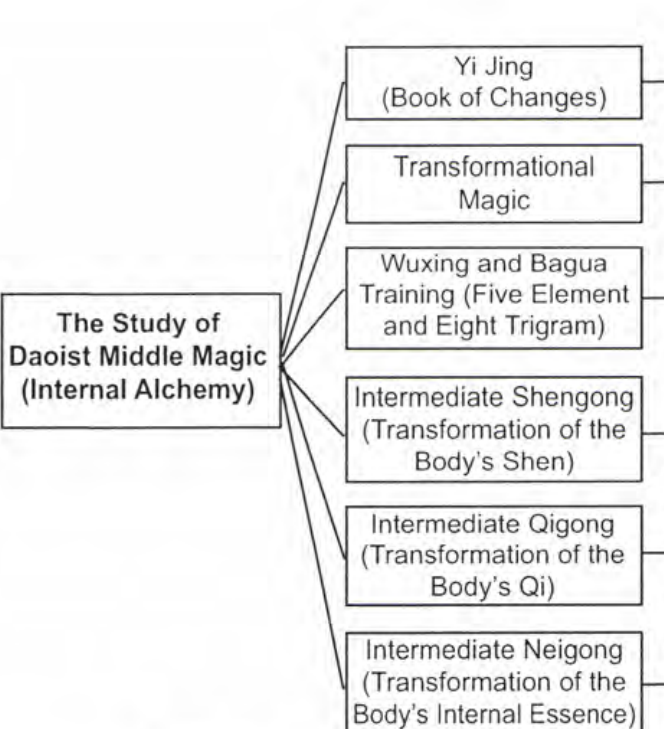 Yi Jing
(Book of Changes)
Transformational
Magic
Wuxing and Bagua
Training (Five Element
and Eight Trigram)
The Study of
Daoist Middle Magic
(Internal Alchemy)
Intermediate Shengong
(Transformation of the
Body's Shen)
Intermediate Qigong
(Transformation of the
Body's Qi)
Intermediate Neigong
(Transformation of the
Body's Internal Essence)